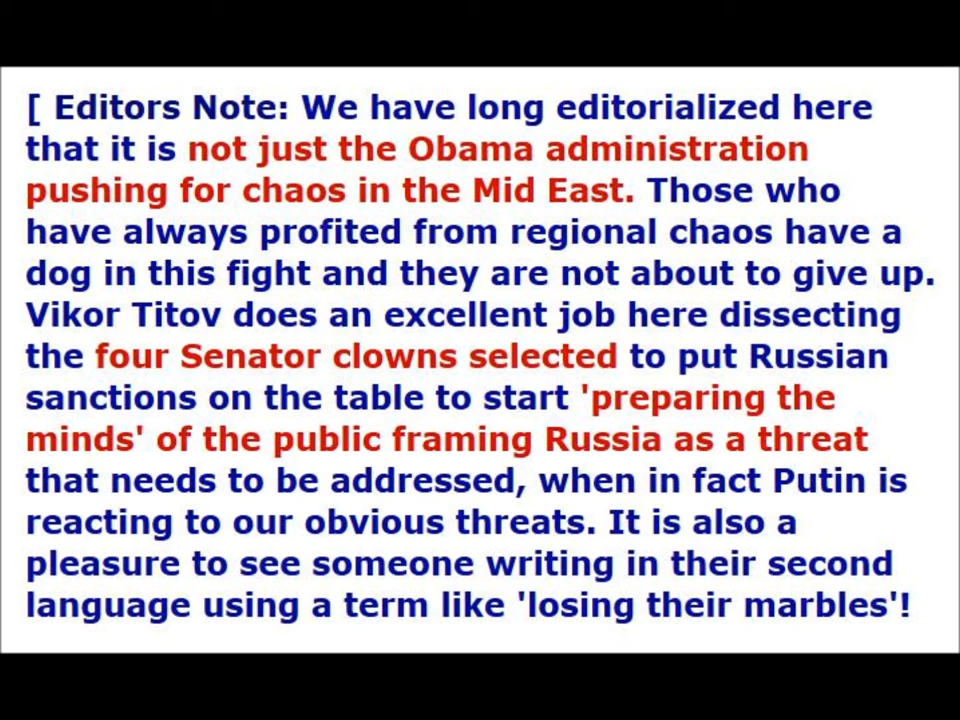 [ Editors Note: We have long editorialized here
that it is not just the Obama administration
pushing for chaos in the Mid East. Those who
have always profited from regional chaos have a
dog in this fight and they are not about to give up.
Vikor Titov does an excellent job here dissecting
the four Senator clowns selected to put Russian
sanctions on the table to start 'preparing the
minds' of the public framing Russia as a threat
that needs to be addressed, when in fact Putin is
reacting to our obvious threats. It is also a
pleasure to see someone writing in their second
language using a term like 'losing their marbles'!